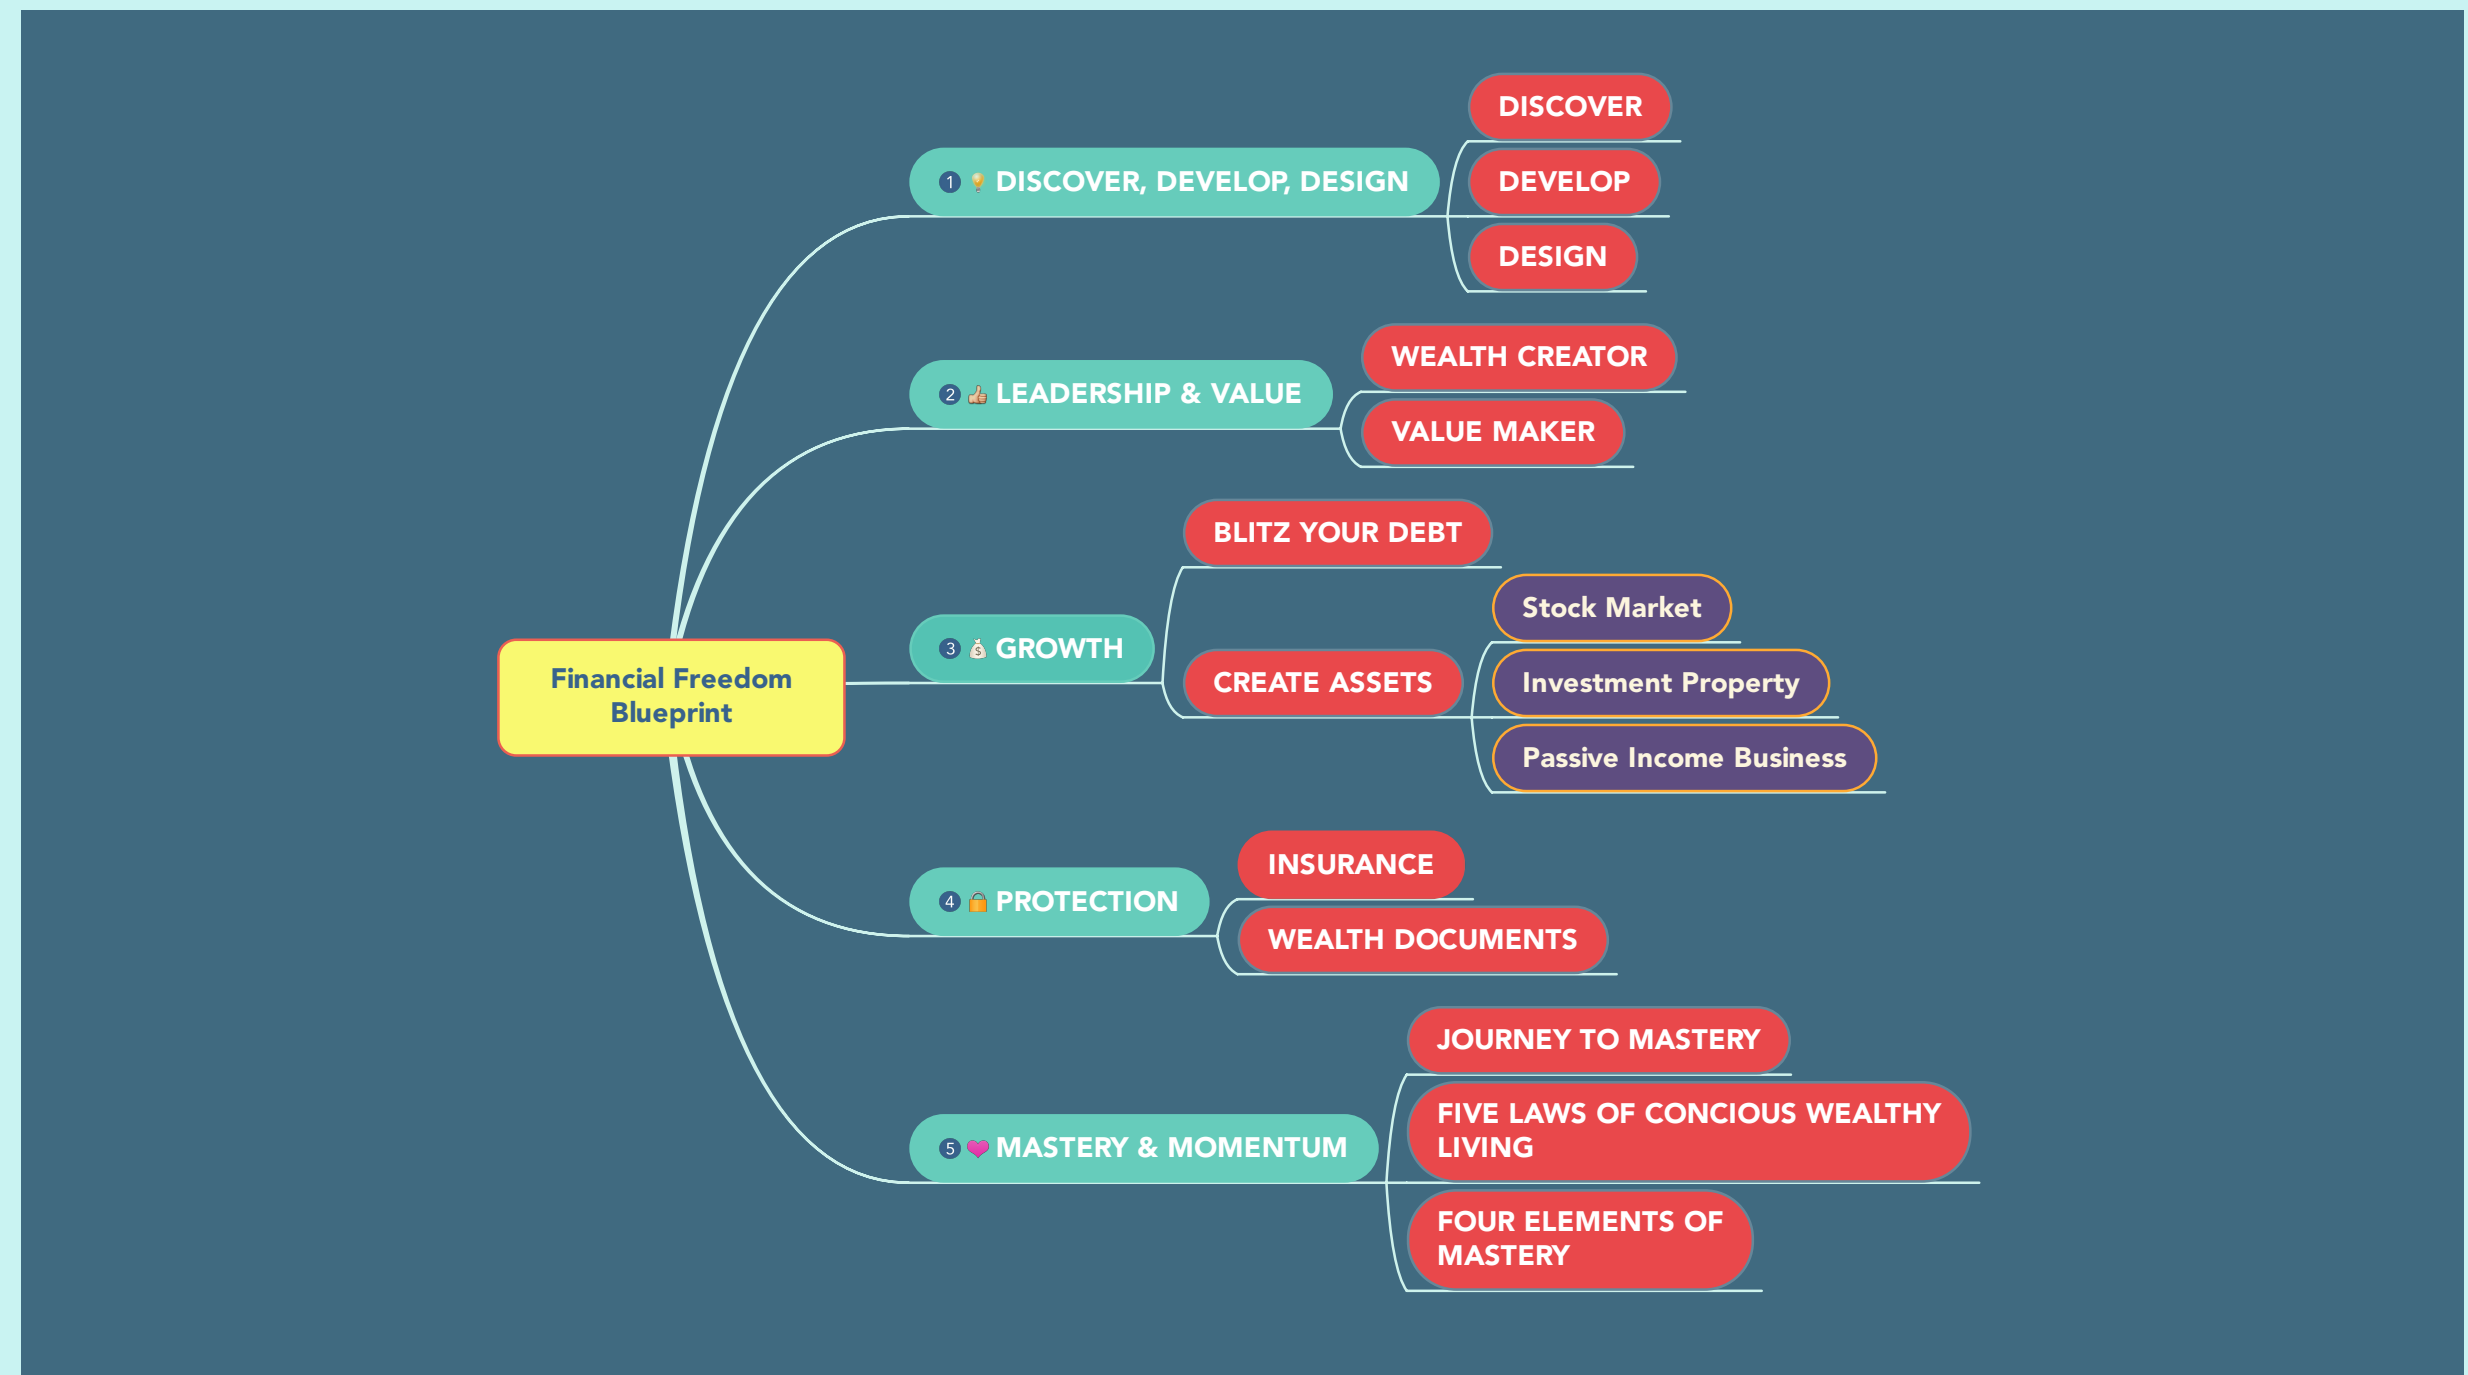 Financial Freedom
Blueprint
1 DISCOVER, DEVELOP, DESIGN
DISCOVER
DEVELOP
DESIGN
2 LEADERSHIP & VALUE
WEALTH CREATOR
VALUE MAKER
3 $ GROWTH
BLITZ YOUR DEBT
CREATE ASSETS
Stock Market
Investment Property
Passive Income Business
4 PROTECTION
INSURANCE
WEALTH DOCUMENTS
5 MASTERY & MOMENTUM
JOURNEY TO MASTERY
FIVE LAWS OF CONCIOUS WEALTHY
LIVING
FOUR ELEMENTS OF
MASTERY